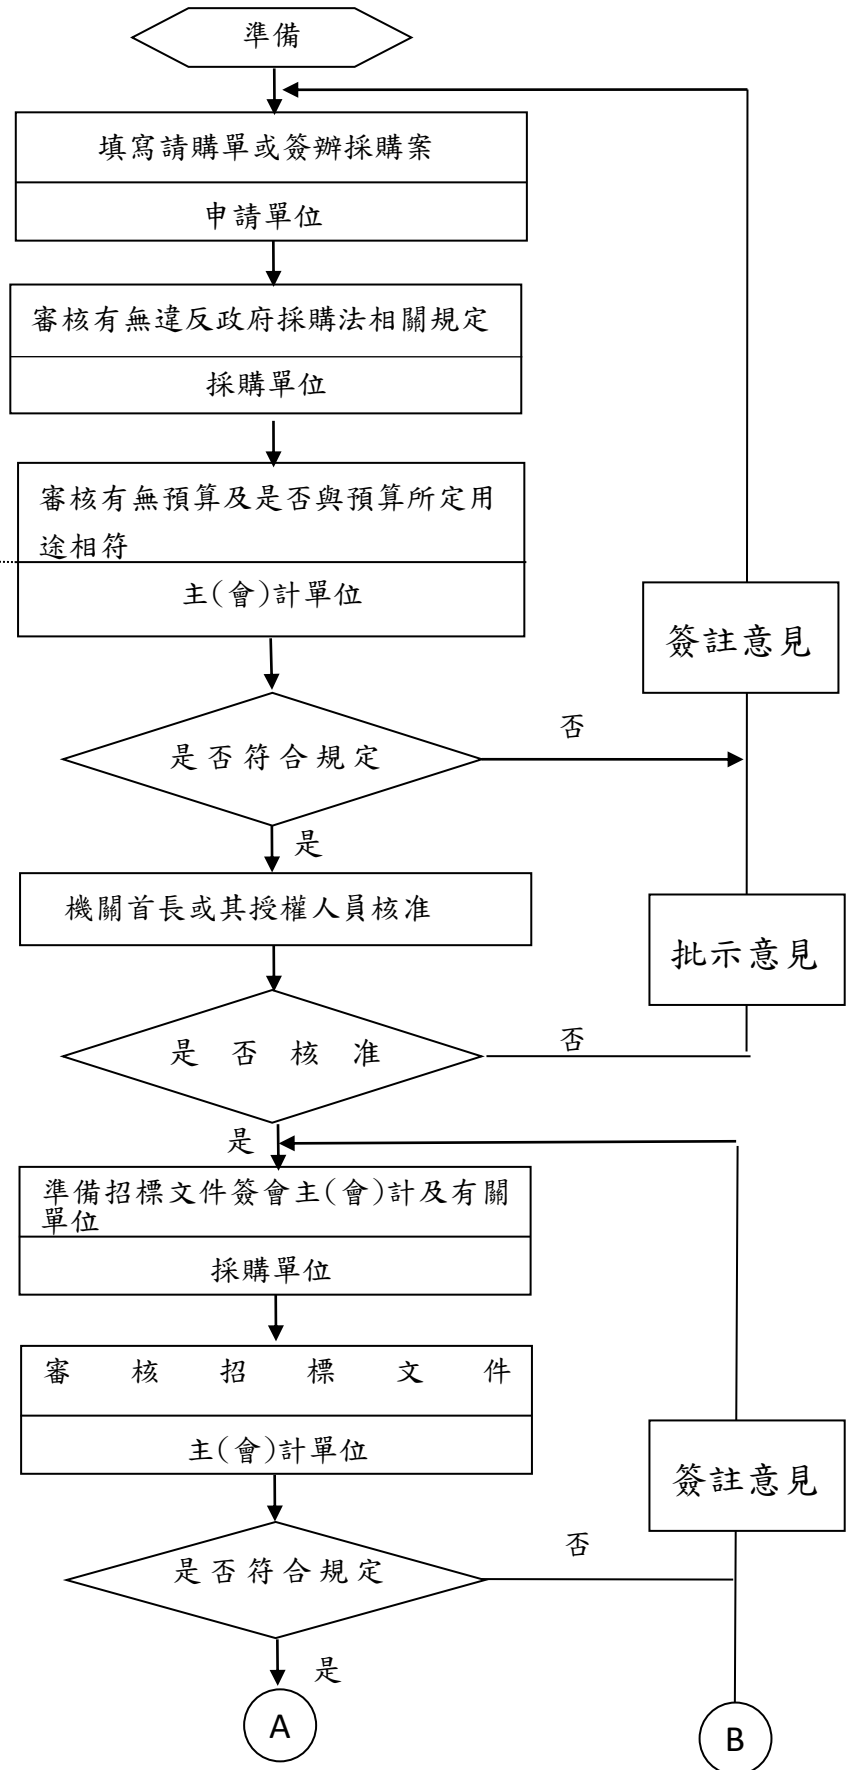 準備
填寫請購單或簽辦採購案
申請單位
審核有無違反政府採購法相關規定
採購單位
審核有無預算及是否與預算所定用
途相符
主(會)計單位
簽註意見
否
是否符合規定
是
機關首長或其授權人員核准
批示意見
否
是否核准
是
準備招標文件簽會主(會)計及有關
單位
採購單位
審核招標文件
主(會)計單位
簽註意見
否
是否符合規定
是
A
B